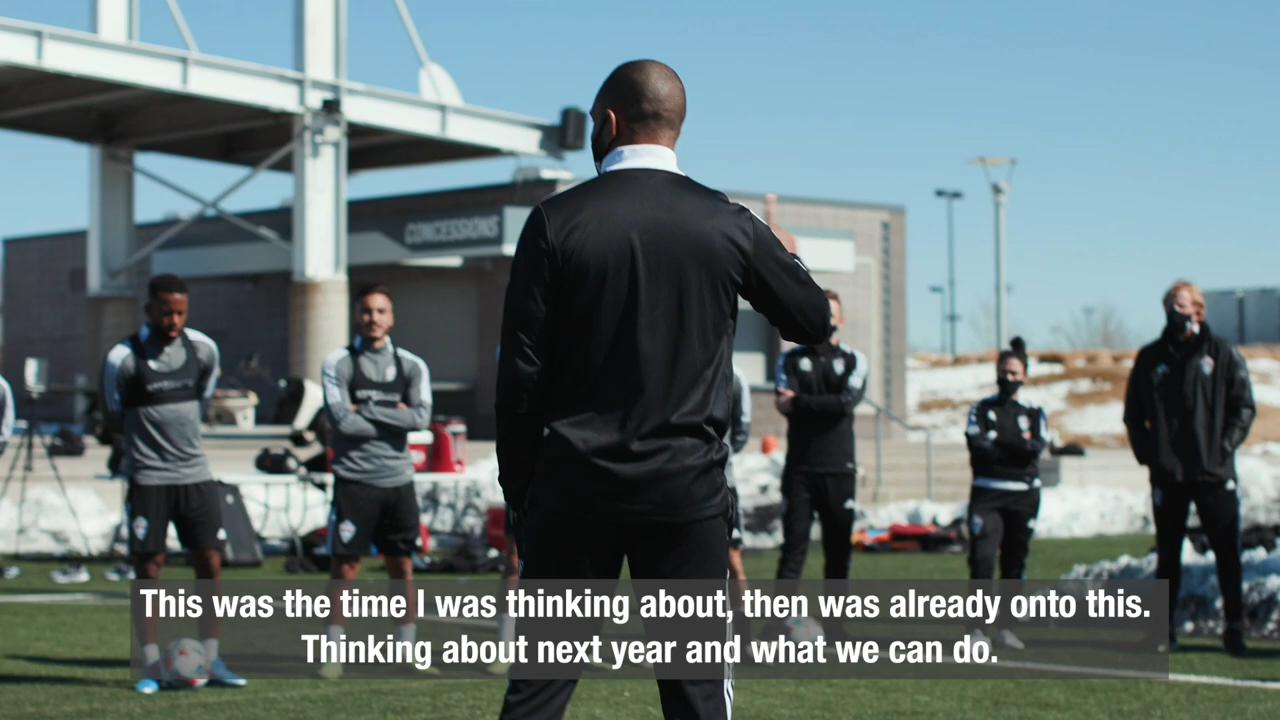 CONCESSIONS
This was the time I was thinking about, then was already onto this.
Thinking about next year and what we can do.